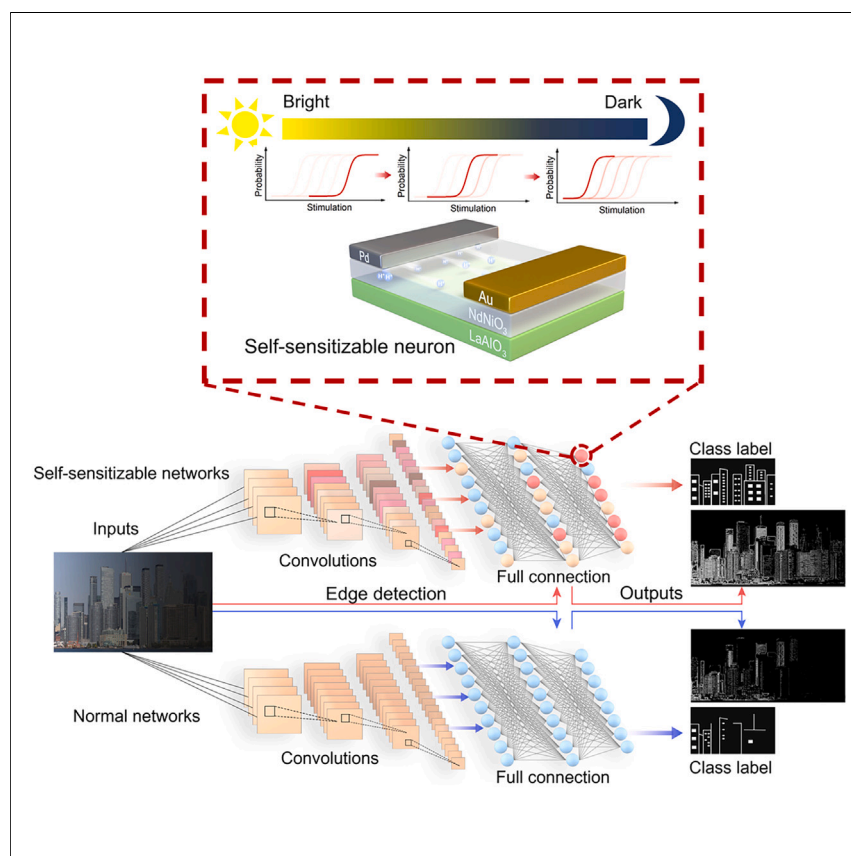 Bright
Dark
Probability
Stimulation
Probability
Stimulation
Probability
Stimulation
Pd
H⁺
H⁺
Au
NdNiO₃
LaAlO₃
Self-sensitizable neuron
Self-sensitizable networks
Class label
Inputs
Convolutions
Full connection
Edge detection
Outputs
Normal networks
Convolutions
Full connection
Class label